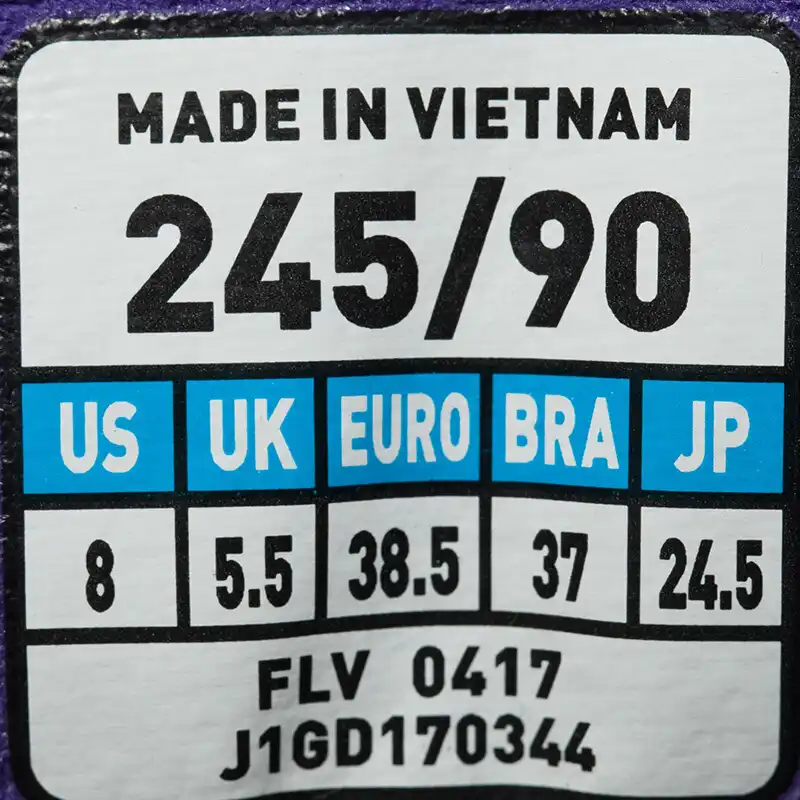 MADE IN VIETNAM
245/90
US UK EURO BRA JP
8 5.5 38.5 37 24.5
FLV 0417
J1GD170344